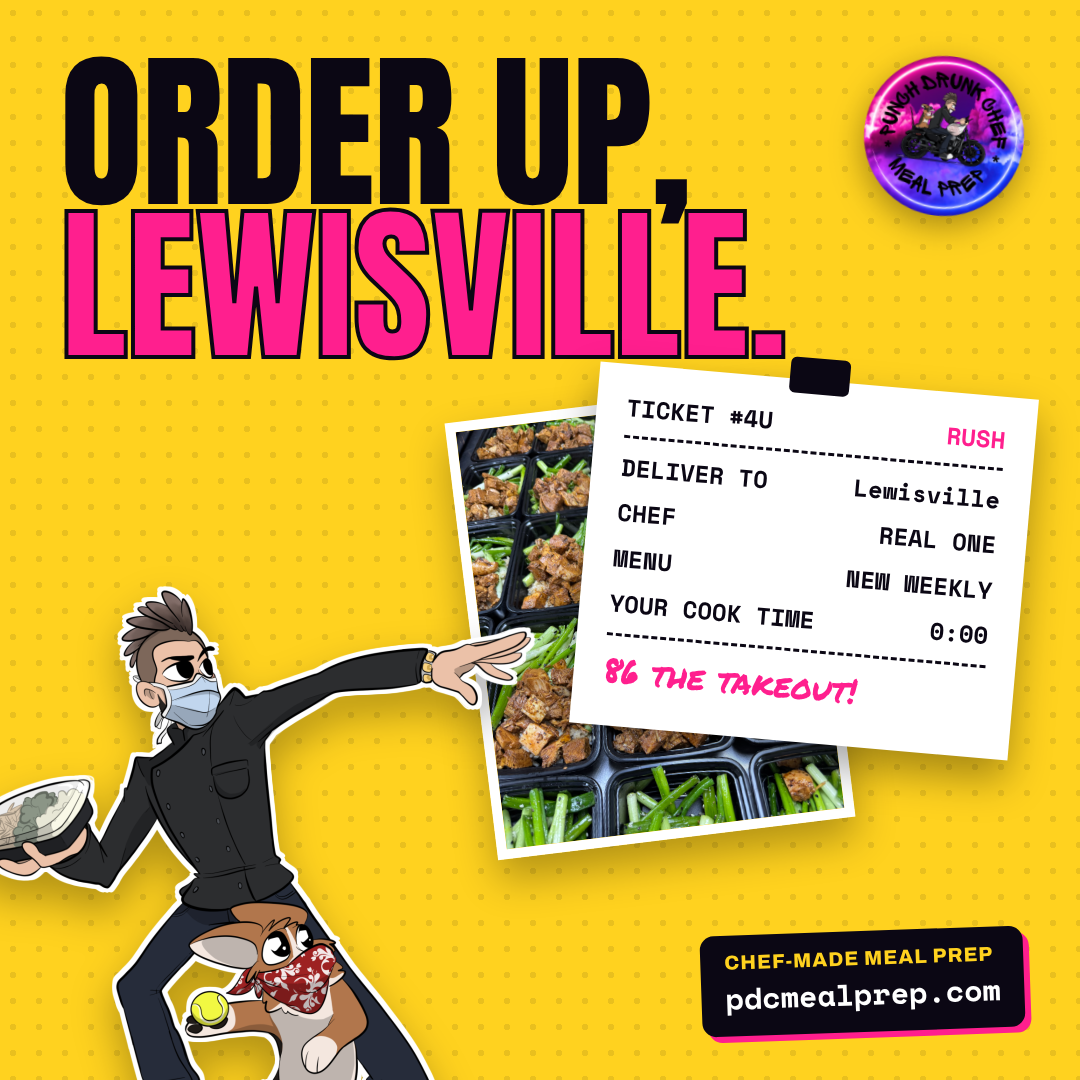 ORDER UP,
LEWISVILLE.
PUNCH DRUNK CHEF
* MEAL PREP *
TICKET #4U RUSH
DELIVER TO Lewisville
CHEF REAL ONE
MENU NEW WEEKLY
YOUR COOK TIME 0:00
86 THE TAKEOUT!
CHEF-MADE MEAL PREP
pdcmealprep.com